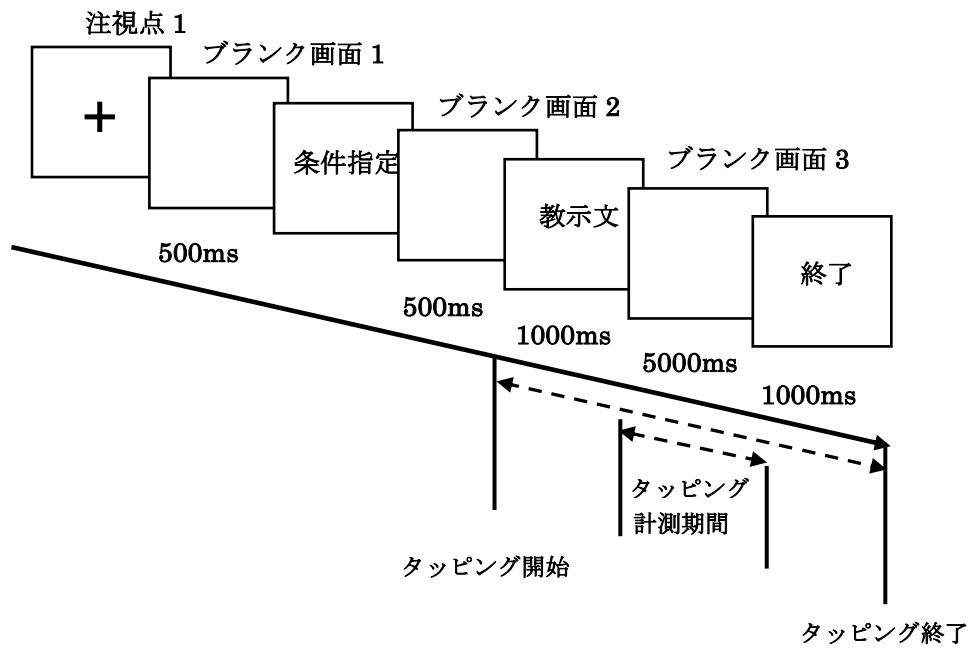 注視点 1
ブランク画面 1
+
ブランク画面 2
条件指定
ブランク画面 3
教示文
終了
500ms
500ms
1000ms
5000ms
1000ms
タッピング
計測期間
タッピング開始
タッピング終了